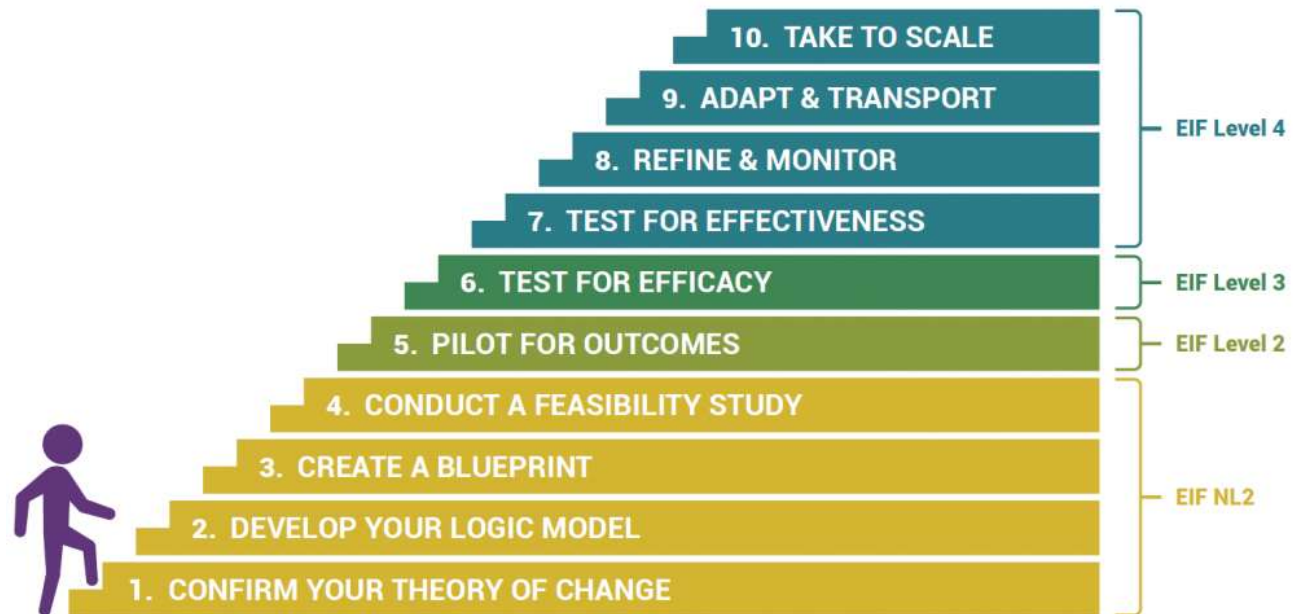 10. TAKE TO SCALE
9. ADAPT & TRANSPORT
EIF Level 4
8. REFINE & MONITOR
7. TEST FOR EFFECTIVENESS
6. TEST FOR EFFICACY
EIF Level 3
5. PILOT FOR OUTCOMES
EIF Level 2
4. CONDUCT A FEASIBILITY STUDY
3. CREATE A BLUEPRINT
EIF NL2
2. DEVELOP YOUR LOGIC MODEL
1. CONFIRM YOUR THEORY OF CHANGE